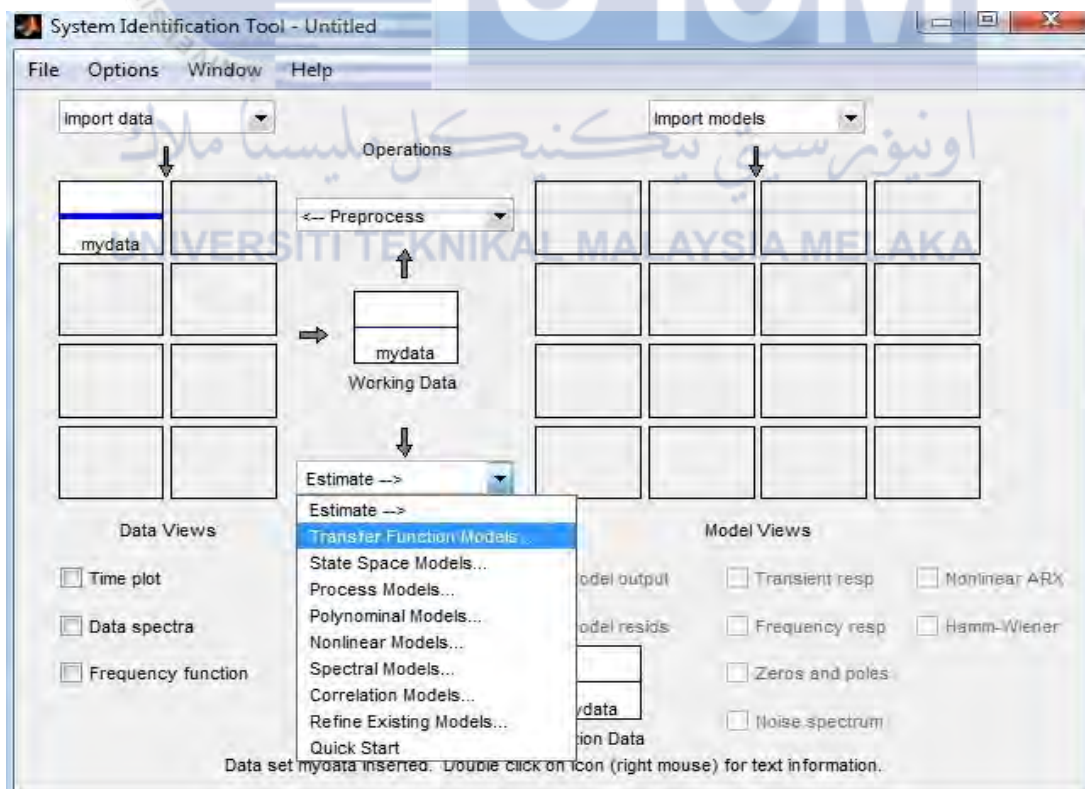 System Identification Tool - Untitled
File Options Window Help
Import data
Import models
اونيورسيتي تيكنيكل مليسيا ملاك
Operations
<-- Preprocess
mydata
UNIVERSITI TEKNIKAL MALAYSIA MELAKA
mydata
Working Data
Estimate -->
Estimate -->
Transfer Function Models...
State Space Models...
Process Models...
Polynominal Models...
Nonlinear Models...
Spectral Models...
Correlation Models...
Refine Existing Models...
Quick Start
Data Views
Model Views
Time plot
Data spectra
Frequency function
odel output
Transient resp
Nonlinear ARX
odel resids
Frequency resp
Hamm-Wiener
Zeros and poles
Noise spectrum
ydata
tion Data
Data set mydata inserted. Double click on icon (right mouse) for text information.